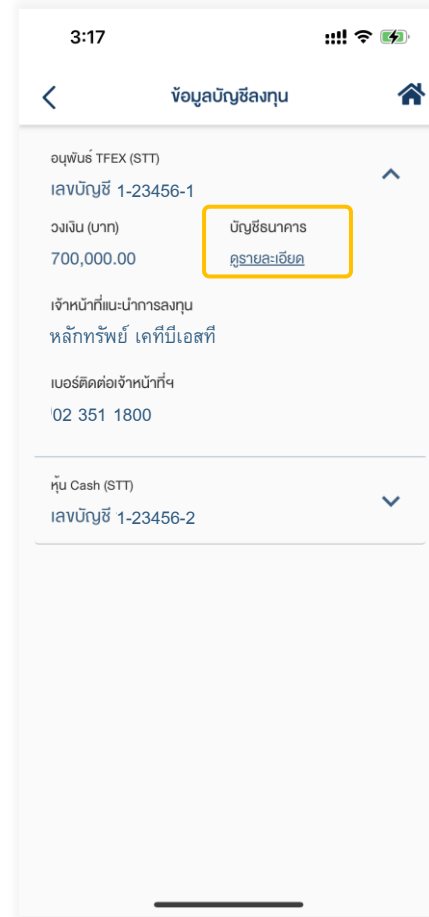 3:17
ข้อมูลบัญชีลงทุน
อนุพันธ์ TFEX (STT)
เลขบัญชี 1-23456-1
วงเงิน (บาท) บัญชีธนาคาร
700,000.00 ดูรายละเอียด
เจ้าหน้าที่แนะนำการลงทุน
หลักทรัพย์ เคทีบีเอสที
เบอร์ติดต่อเจ้าหน้าที่ฯ
02 351 1800
หุ้น Cash (STT)
เลขบัญชี 1-23456-2